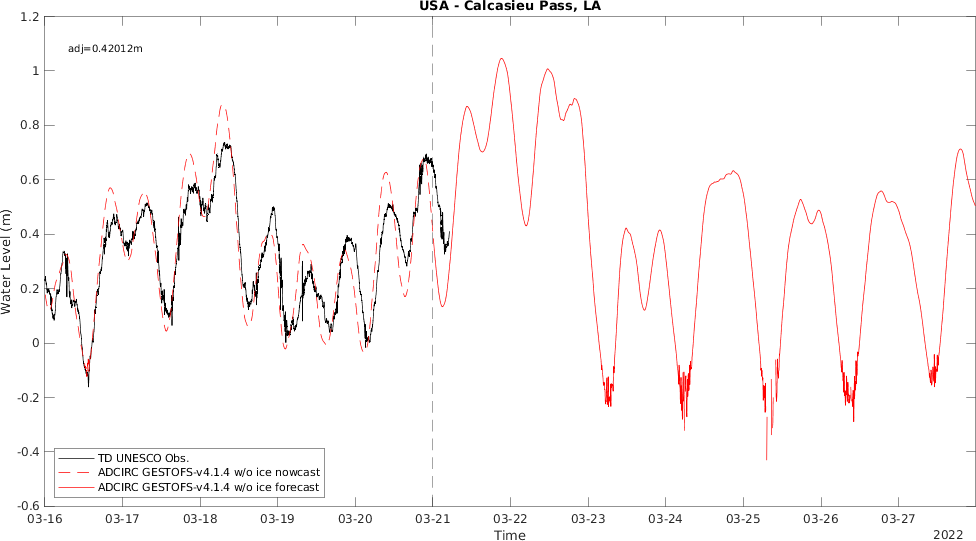 USA - Calcasieu Pass, LA
adj=0.42012m
1.2
1
0.8
0.6
0.4
0.2
0
-0.2
-0.4
-0.6
Water Level (m)
TD UNESCO Obs.
ADCIRC GESTOFS-v4.1.4 w/o ice nowcast
ADCIRC GESTOFS-v4.1.4 w/o ice forecast
03-16 03-17 03-18 03-19 03-20 03-21 03-22 03-23 03-24 03-25 03-26 03-27
Time
2022